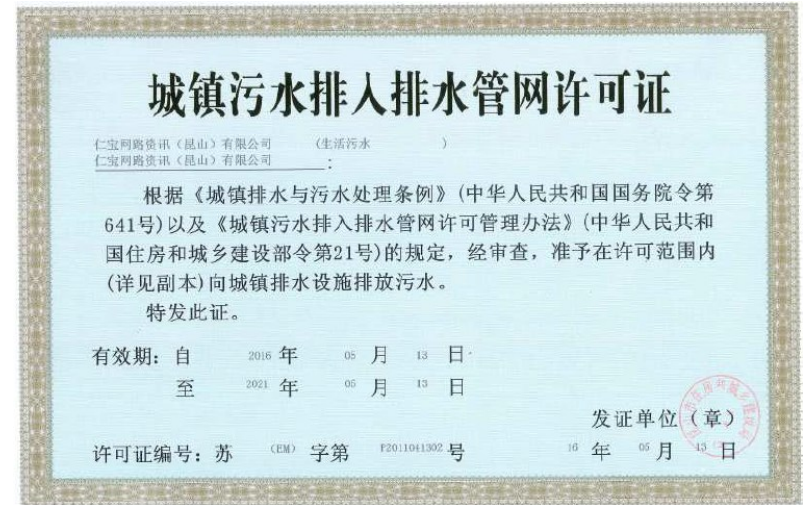 城镇污水排入排水管网许可证
仁宝网路资讯（昆山）有限公司 （生活污水 ）
仁宝网路资讯（昆山）有限公司 ：
根据《城镇排水与污水处理条例》(中华人民共和国国务院令第
641号)以及《城镇污水排入排水管网许可管理办法》(中华人民共和
国住房和城乡建设部令第21号)的规定，经审查，准予在许可范围内
(详见副本)向城镇排水设施排放污水。
特发此证。
有效期：自 2016 年 05 月 13 日
至 2021 年 05 月 13 日
发证单位（章）
许可证编号：苏 （EM） 字第 F2011041302 号 16 年 05 月 13 日